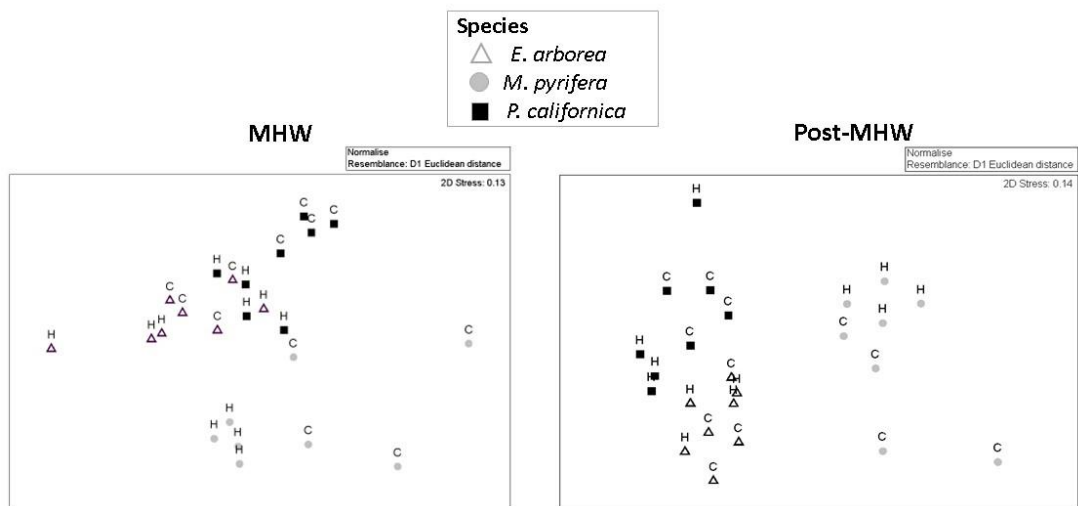 Species
E. arborea
M. pyrifera
P. californica
MHW
Normalise
Resemblance: D1 Euclidean distance
2D Stress: 0.13
C C
C
C
H C H
C
H
C
H
C H
H H
C
H
C
H
H C
H
H C
Post-MHW
Normalise
Resemblance: D1 Euclidean distance
2D Stress: 0.14
H
H
C C
H H
C
H
C
C
H
C
H C
H H
H H
C
C
H C
C
C